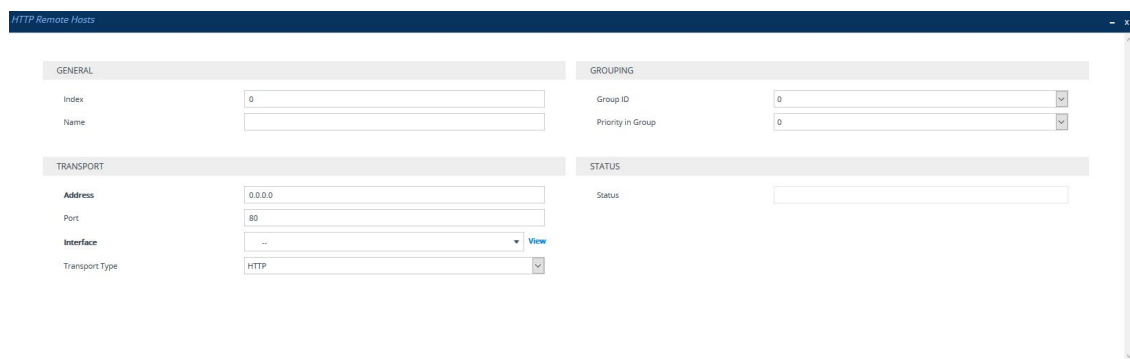 HTTP Remote Hosts
GENERAL
Index 0
Name
GROUPING
Group ID 0
Priority in Group 0
TRANSPORT
Address 0.0.0.0
Port 80
Interface -- View
Transport Type HTTP
STATUS
Status